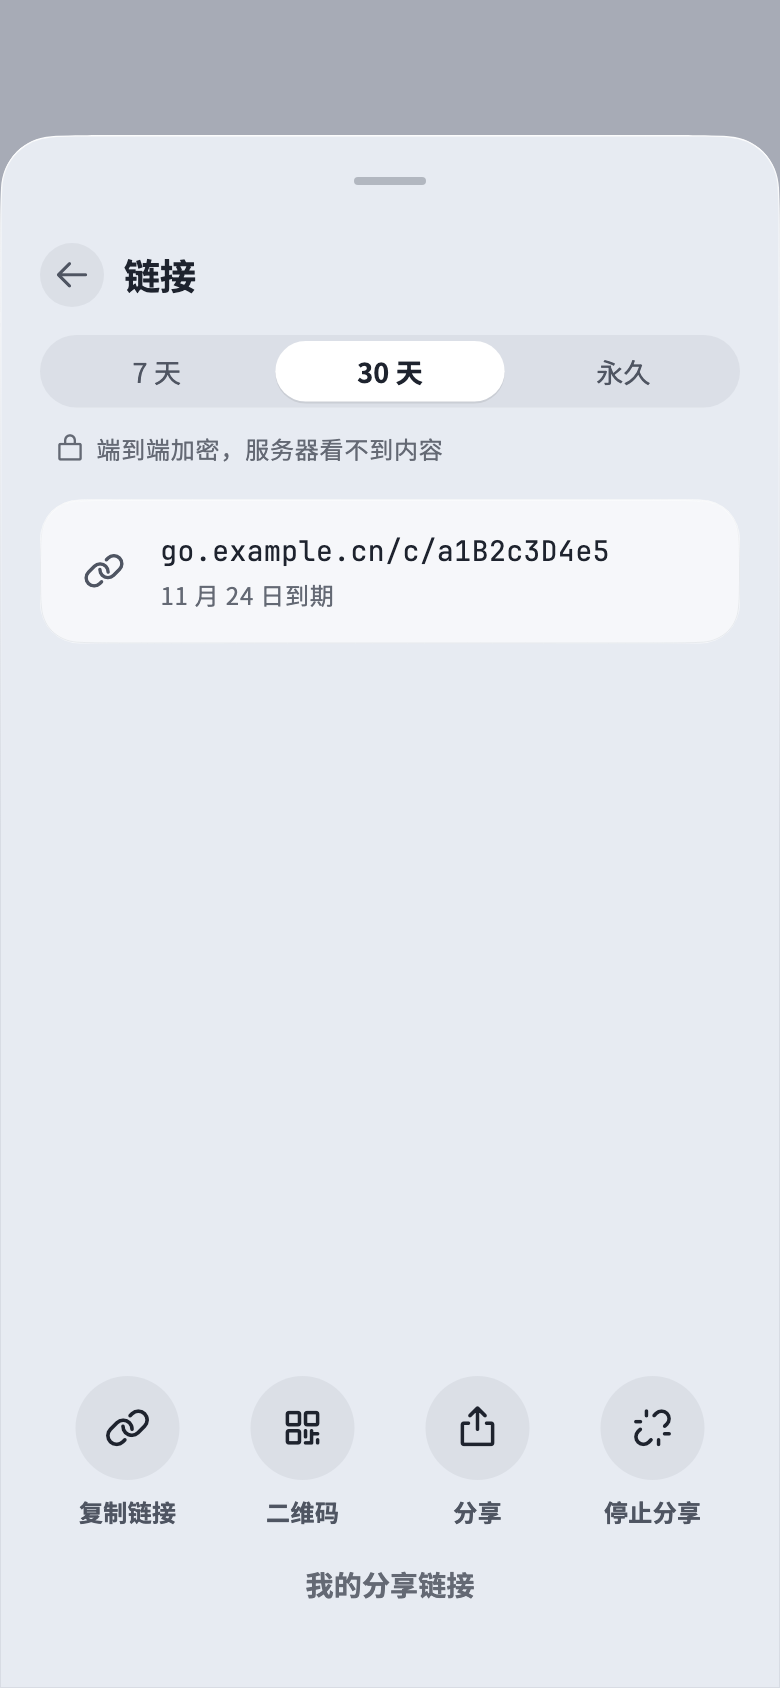 链接
7 天
30 天
永久
端到端加密，服务器看不到内容
go.example.cn/c/a1B2c3D4e5
11 月 24 日到期
复制链接
二维码
分享
停止分享
我的分享链接